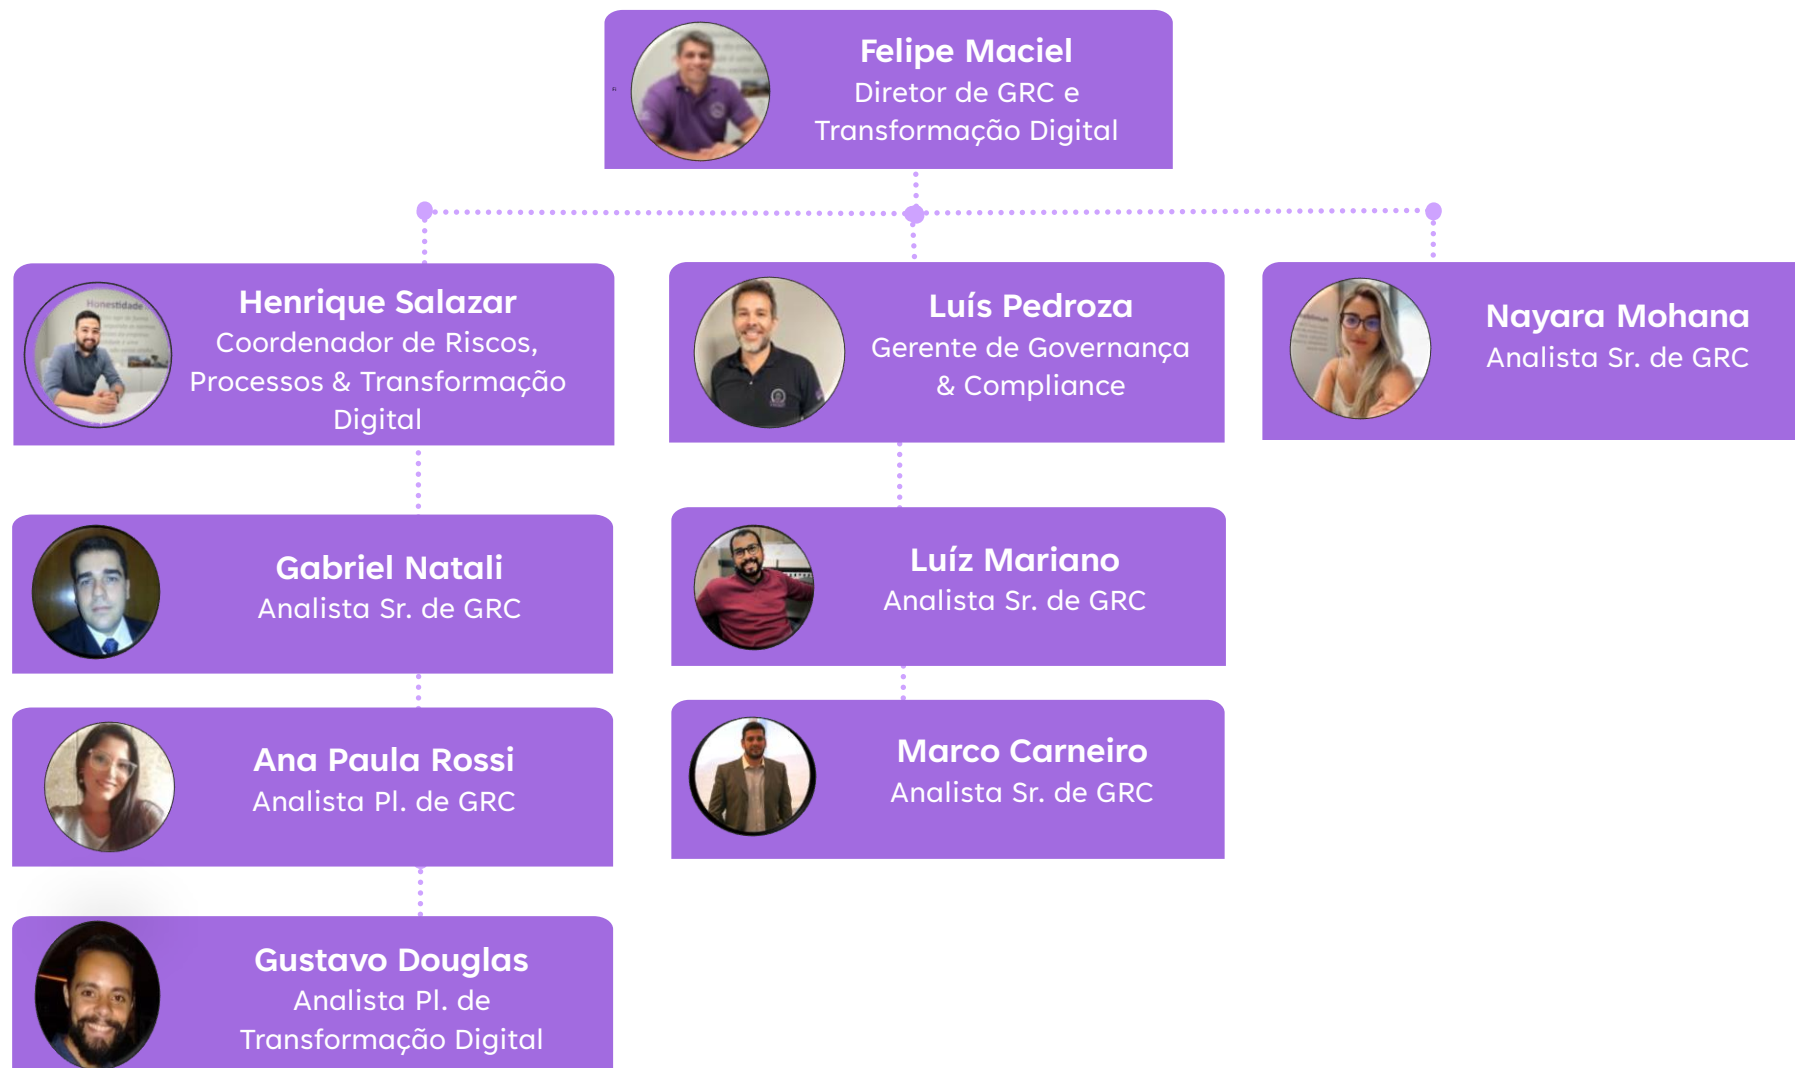 Felipe Maciel
Diretor de GRC e
Transformação Digital
Henrique Salazar
Coordenador de Riscos,
Processos & Transformação
Digital
Luís Pedroza
Gerente de Governança
& Compliance
Nayara Mohana
Analista Sr. de GRC
Honestidade
Gabriel Natali
Analista Sr. de GRC
Luíz Mariano
Analista Sr. de GRC
Ana Paula Rossi
Analista Pl. de GRC
Marco Carneiro
Analista Sr. de GRC
Gustavo Douglas
Analista Pl. de
Transformação Digital